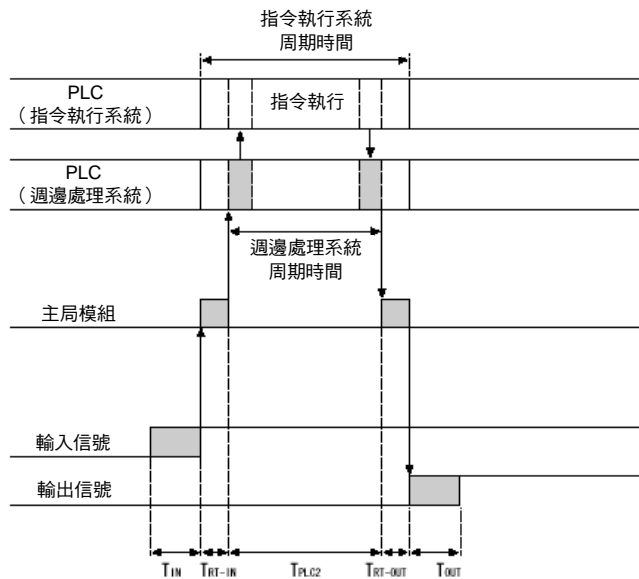 指令執行系統
周期時間
PLC
（指令執行系統）
指令執行
PLC
（週邊處理系統）
週邊處理系統
周期時間
主局模組
輸入信號
輸出信號
TIN TRT-IN TPLC2 TRT-OUT TOUT